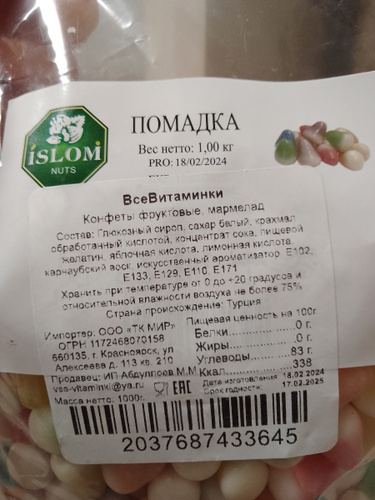 ISLOMI
NUTS
ПОМАДКА
Вес нетто: 1,00 кг
PRO: 18/02/2024
ВсеВитаминки
Конфеты фруктовые, мармелад
Состав: Глюкозный сироп, сахар белый, крахмал
обработанный кислотой, концентрат сока, пищевой
желатин, яблочная кислота, лимонная кислота,
карнаубский воск, искусственный ароматизатор. E102,
E133, E129, E110, E171
Хранить при температуре от 0 до +20 градусов и
относительной влажности воздуха не более 75%
Страна происхождение: Турция
Импортер: ООО «ТК МИР»
ОГРН 1172468070158
660135, г. Красноярск, ул
Алексеева д. 113 кв. 210
Продавец: ИП Абдуллоев М.М
vse-vitaminki@ya.ru
Масса нетто: 1000г.
Пищевая ценность на 100г
Белки 0 г.
Жиры 0 г.
Углеводы 83 г.
Ккал 338
Дата изготовления 18.02.2024
Срок годности: 17.02.2025
EAC
2037687433645